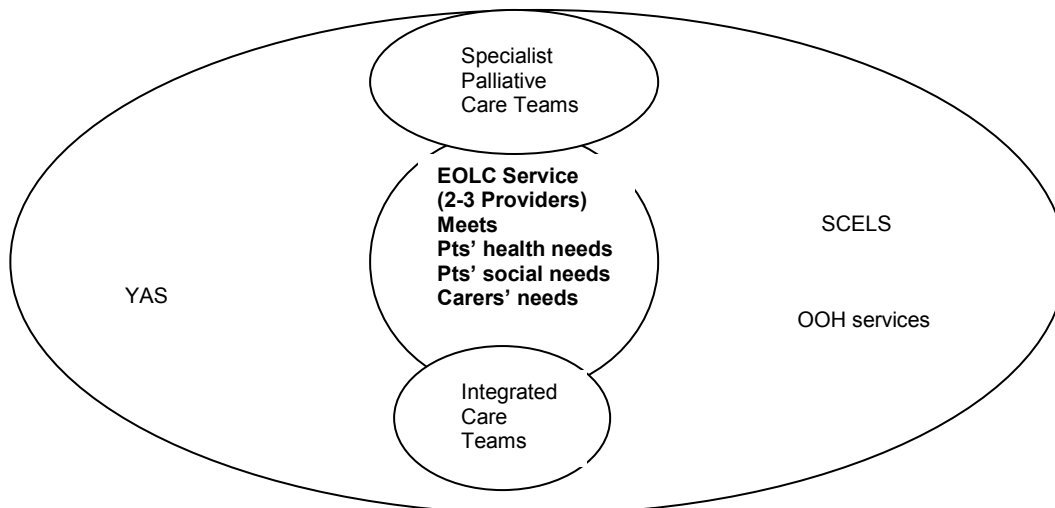 Specialist
Palliative
Care Teams
EOLC Service
(2-3 Providers)
Meets
Pts’ health needs
Pts’ social needs
Carers’ needs
SCELS
YAS
OOH services
Integrated
Care
Teams